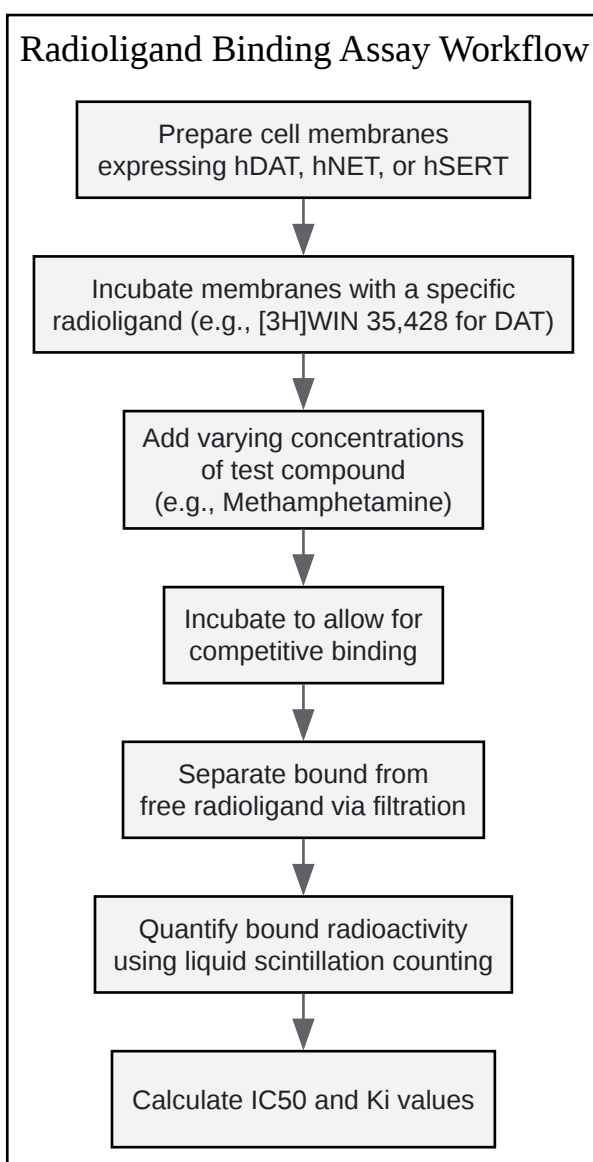 Radioligand Binding Assay Workflow
Prepare cell membranes
expressing hDAT, hNET, or hSERT
Incubate membranes with a specific
radioligand (e.g., [3H]WIN 35,428 for DAT)
Add varying concentrations
of test compound
(e.g., Methamphetamine)
Incubate to allow for
competitive binding
Separate bound from
free radioligand via filtration
Quantify bound radioactivity
using liquid scintillation counting
Calculate IC50 and Ki values